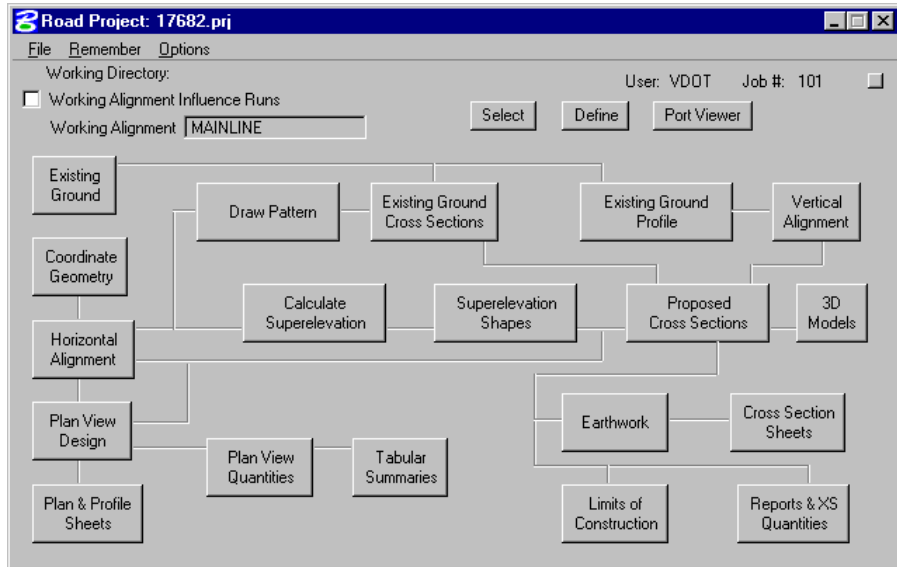 Road Project: 17682.prj
File Remember Options
Working Directory:
User: VDOT Job #: 101
Working Alignment Influence Runs
Working Alignment MAINLINE
Select Define Port Viewer
Existing
Ground
Draw Pattern
Existing Ground
Cross Sections
Existing Ground
Profile
Vertical
Alignment
Coordinate
Geometry
Calculate
Superelevation
Superelevation
Shapes
Proposed
Cross Sections
3D
Models
Horizontal
Alignment
Plan View
Design
Earthwork
Cross Section
Sheets
Plan View
Quantities
Tabular
Summaries
Plan & Profile
Sheets
Limits of
Construction
Reports & XS
Quantities